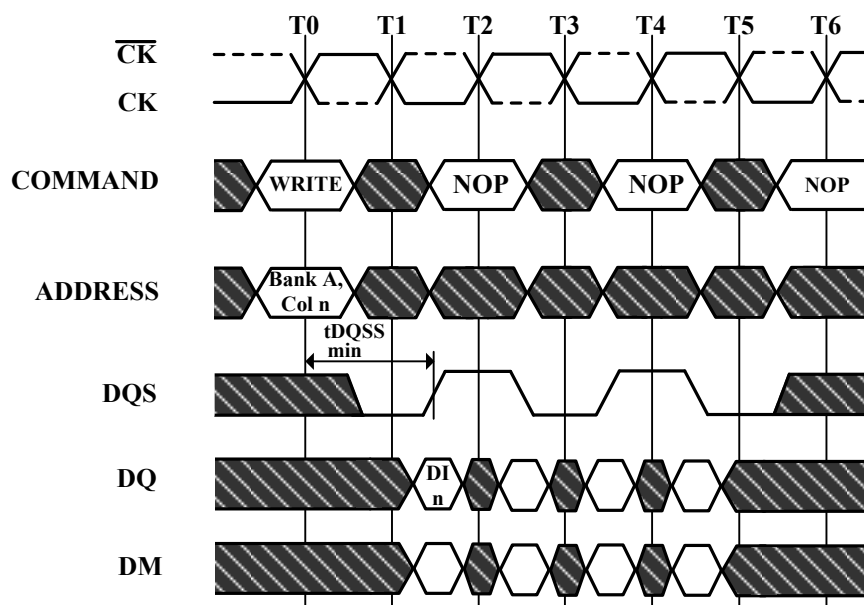 T0 T1 T2 T3 T4 T5 T6
CK
CK
COMMAND WRITE NOP NOP NOP
ADDRESS Bank A,
Col n
tDQSS
min
DQS
DQ DI
n
DM